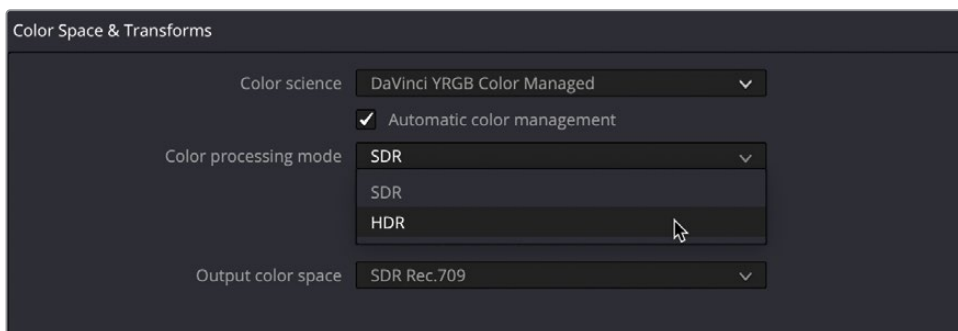 Color Space & Transforms
Color science DaVinci YRGB Color Managed
Automatic color management
Color processing mode SDR
SDR
HDR
Output color space SDR Rec.709